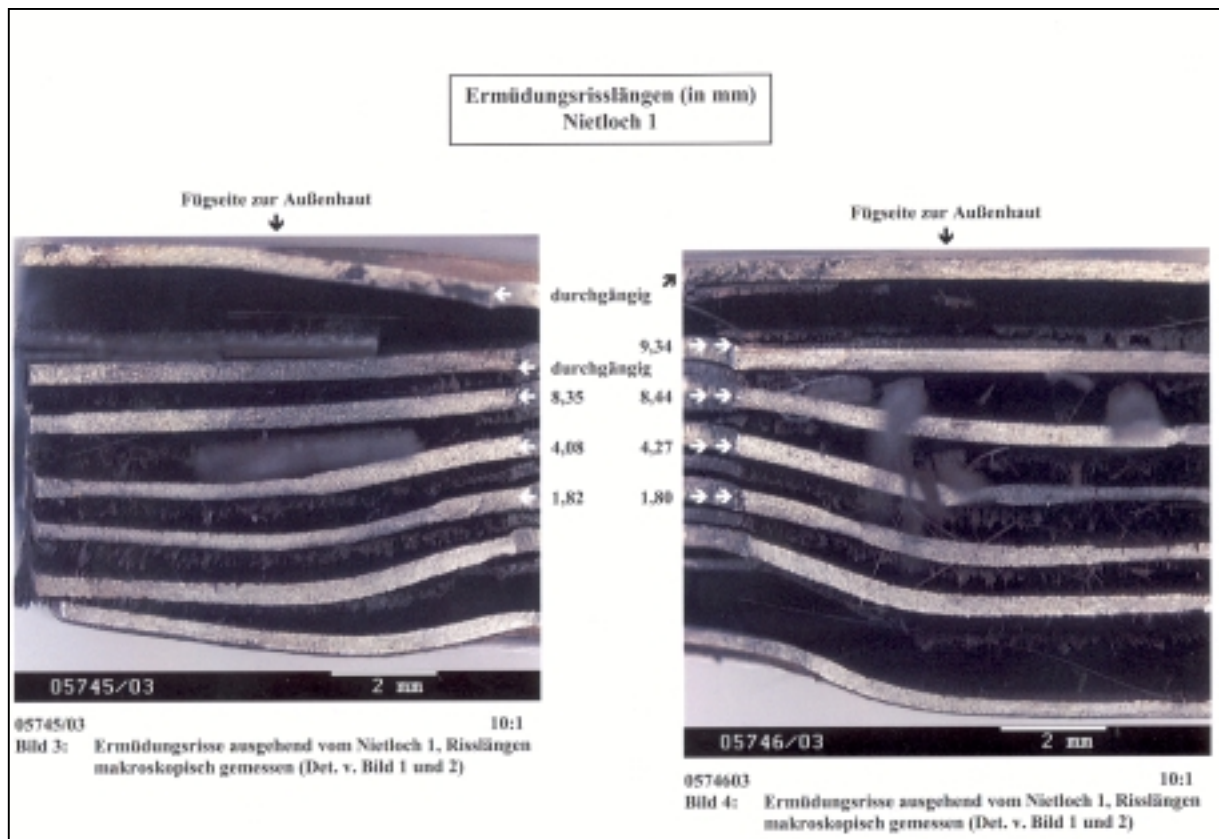 Ermüdungsrisslängen (in mm)
Nietloch 1
Fügseite zur Außenhaut
Fügseite zur Außenhaut
durchgängig
9,34
durchgängig
8,35 8,44
4,08 4,27
1,82 1,80
2 mm
05745/03
05745/03 10:1
Bild 3: Ermüdungsrisse ausgehend vom Nietloch 1, Risslängen
makroskopisch gemessen (Det. v. Bild 1 und 2)
2 mm
05746/03
0574603 10:1
Bild 4: Ermüdungsrisse ausgehend vom Nietloch 1, Risslängen
makroskopisch gemessen (Det. v. Bild 1 und 2)